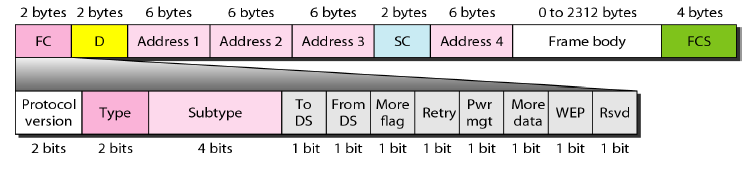 2 bytes 2 bytes 6 bytes 6 bytes 6 bytes 2 bytes 6 bytes 0 to 2312 bytes 4 bytes
FC D Address 1 Address 2 Address 3 SC Address 4 Frame body FCS
Protocol version Type Subtype To DS From DS More flag Retry Pwr mgt More data WEP Rsvd
2 bits 2 bits 4 bits 1 bit 1 bit 1 bit 1 bit 1 bit 1 bit 1 bit 1 bit